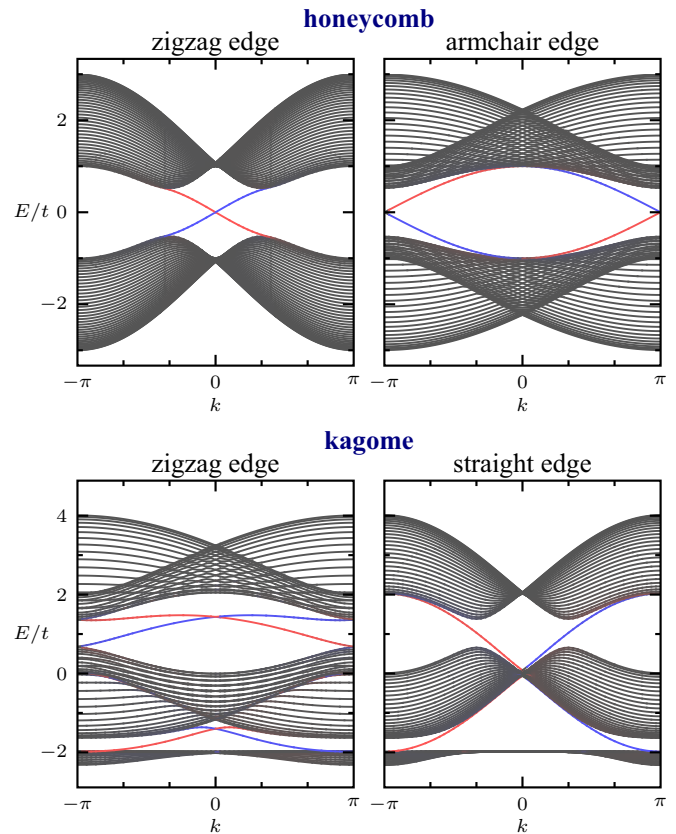 honeycomb
zigzag edge armchair edge
2
E/t 0
−2
−π 0 π −π 0 π
k k
kagome
zigzag edge straight edge
4
2
E/t
0
−2
−π 0 π −π 0 π
k k